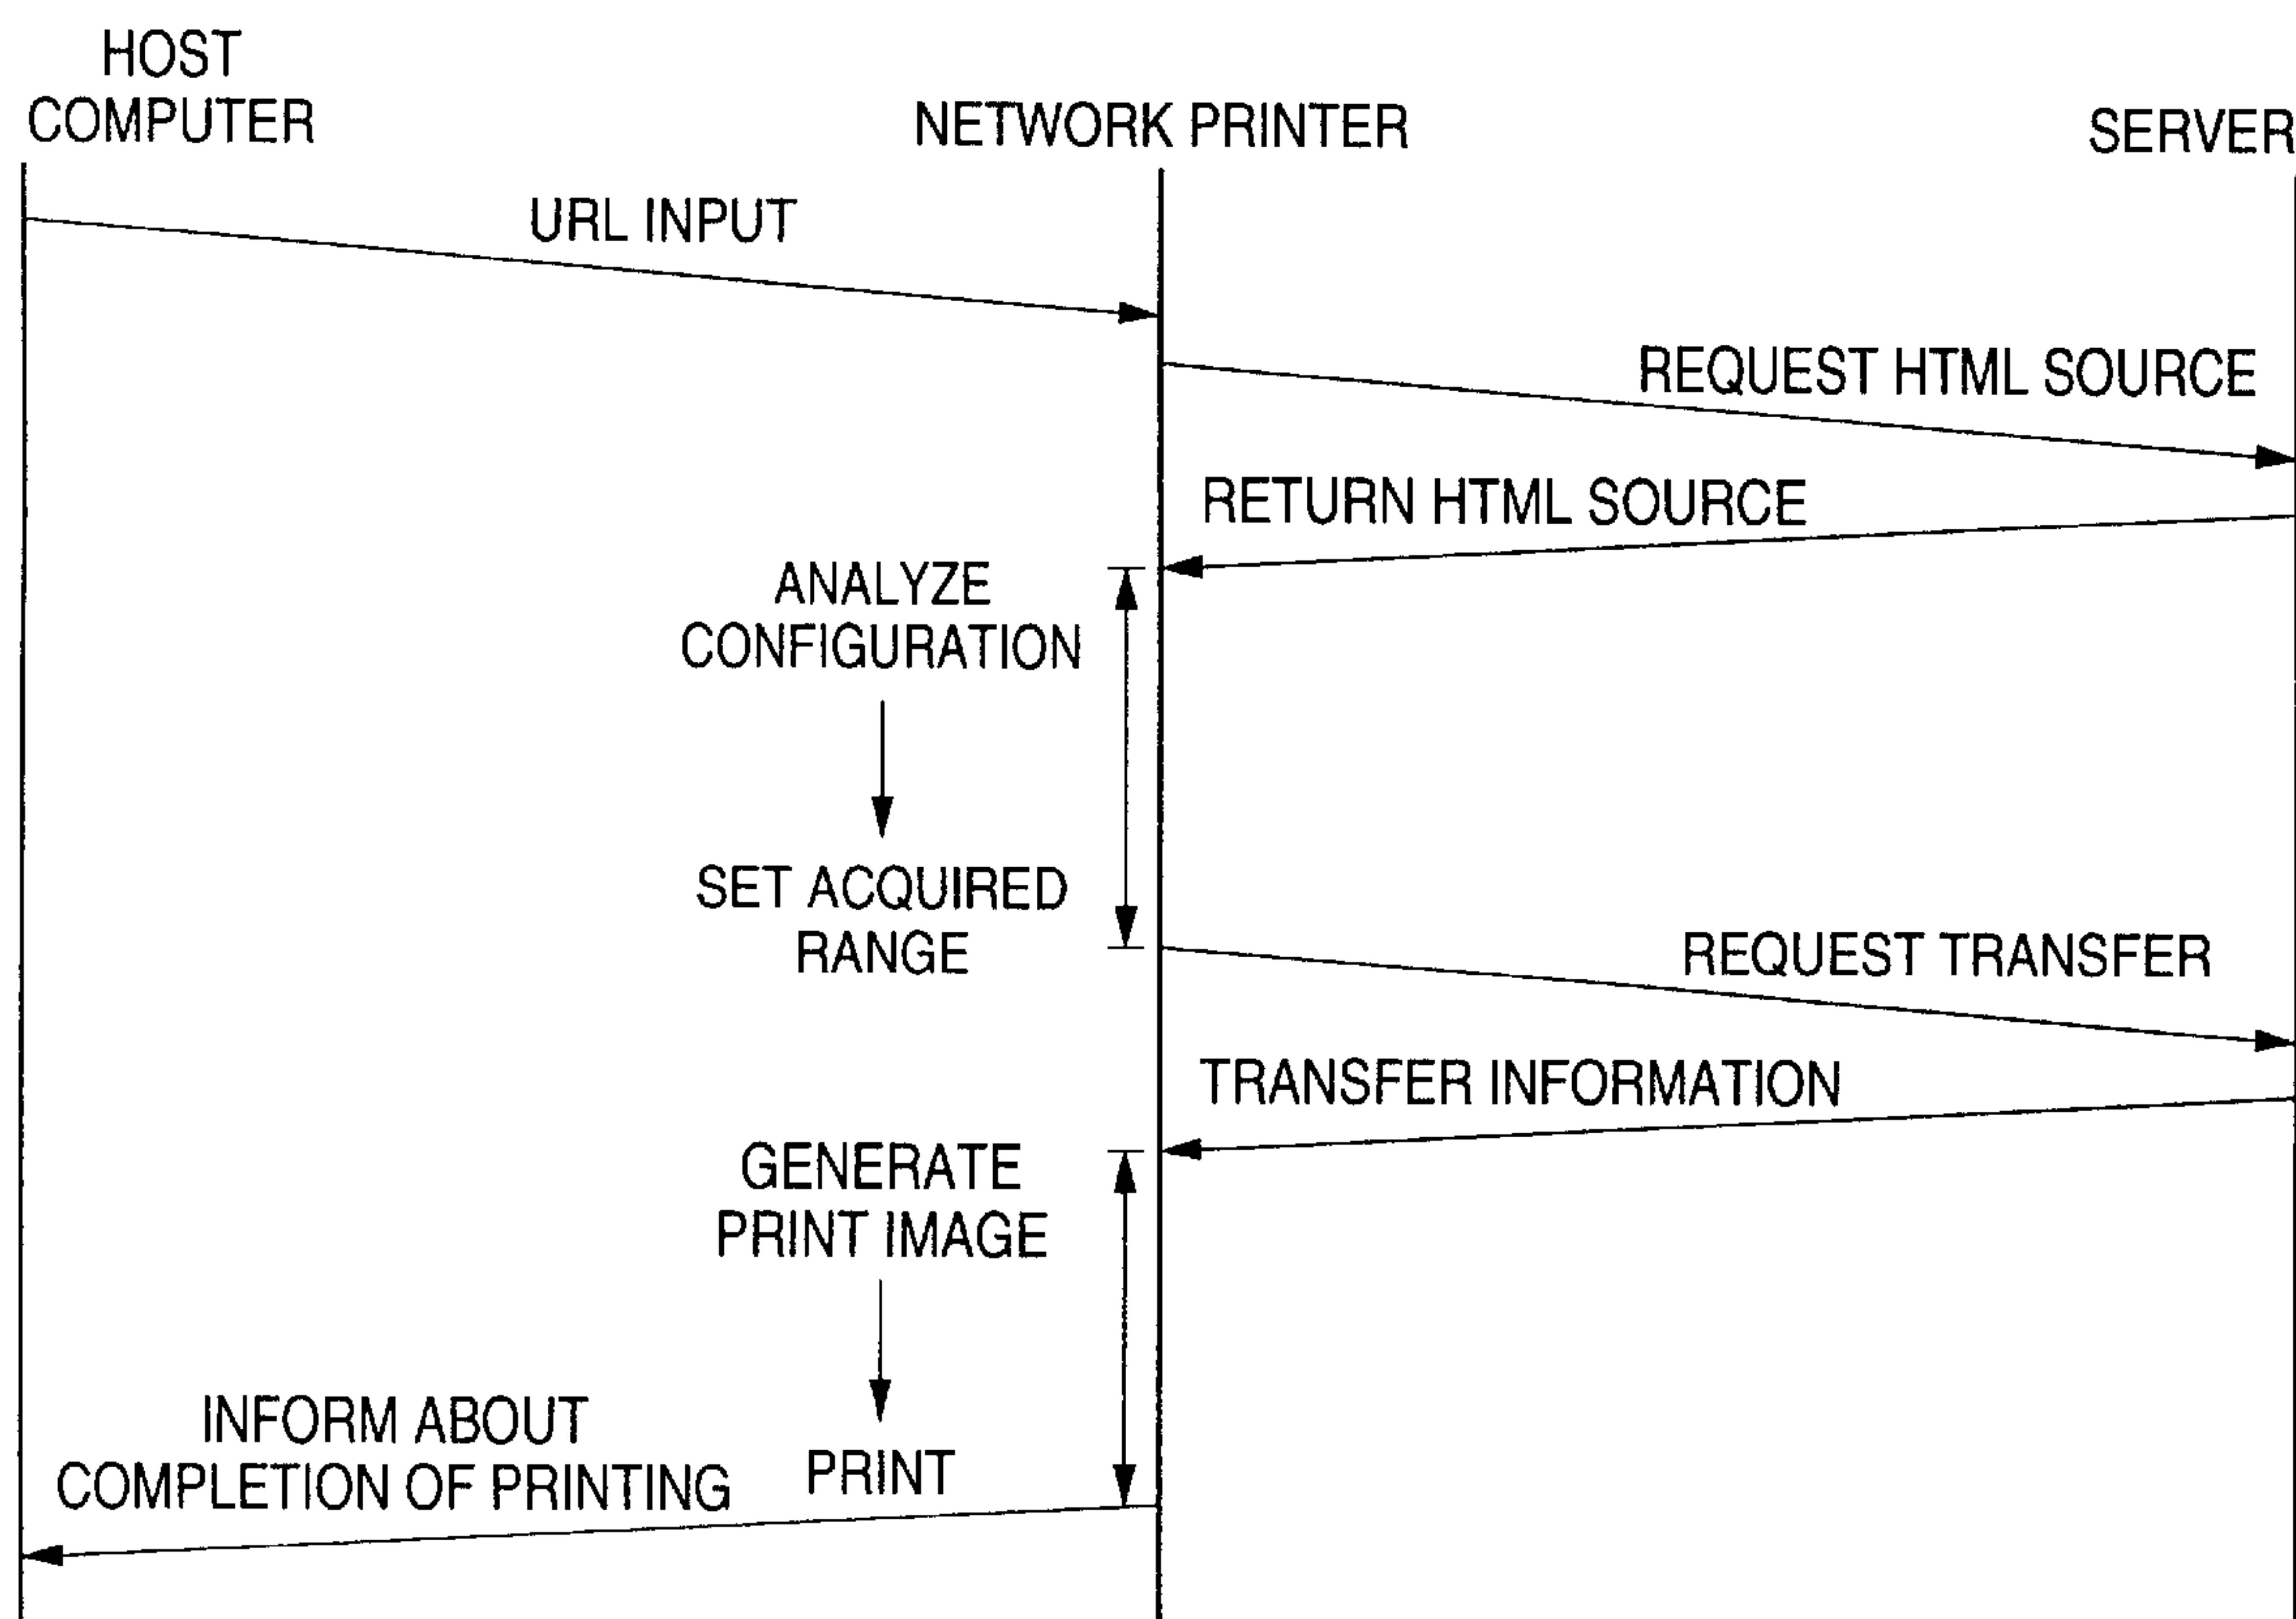 HOST
COMPUTER
NETWORK PRINTER
SERVER
URL INPUT
REQUEST HTML SOURCE
RETURN HTML SOURCE
ANALYZE
CONFIGURATION
SET ACQUIRED
RANGE
REQUEST TRANSFER
TRANSFER INFORMATION
GENERATE
PRINT IMAGE
PRINT
INFORM ABOUT
COMPLETION OF PRINTING